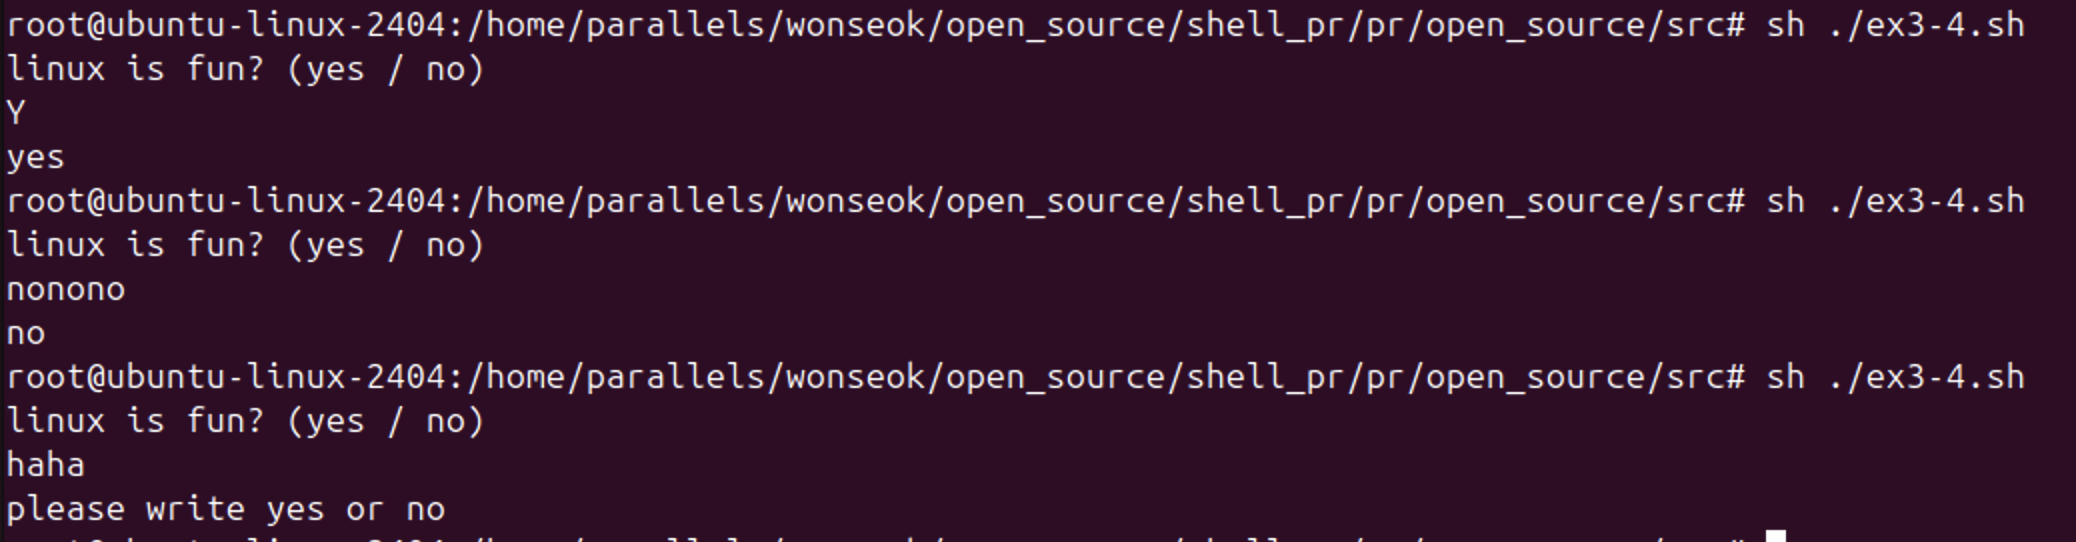 root@ubuntu-linux-2404:/home/parallels/wonseok/open_source/shell_pr/pr/open_source/src# sh ./ex3-4.sh
linux is fun? (yes / no)
Y
yes
root@ubuntu-linux-2404:/home/parallels/wonseok/open_source/shell_pr/pr/open_source/src# sh ./ex3-4.sh
linux is fun? (yes / no)
nonono
no
root@ubuntu-linux-2404:/home/parallels/wonseok/open_source/shell_pr/pr/open_source/src# sh ./ex3-4.sh
linux is fun? (yes / no)
haha
please write yes or no